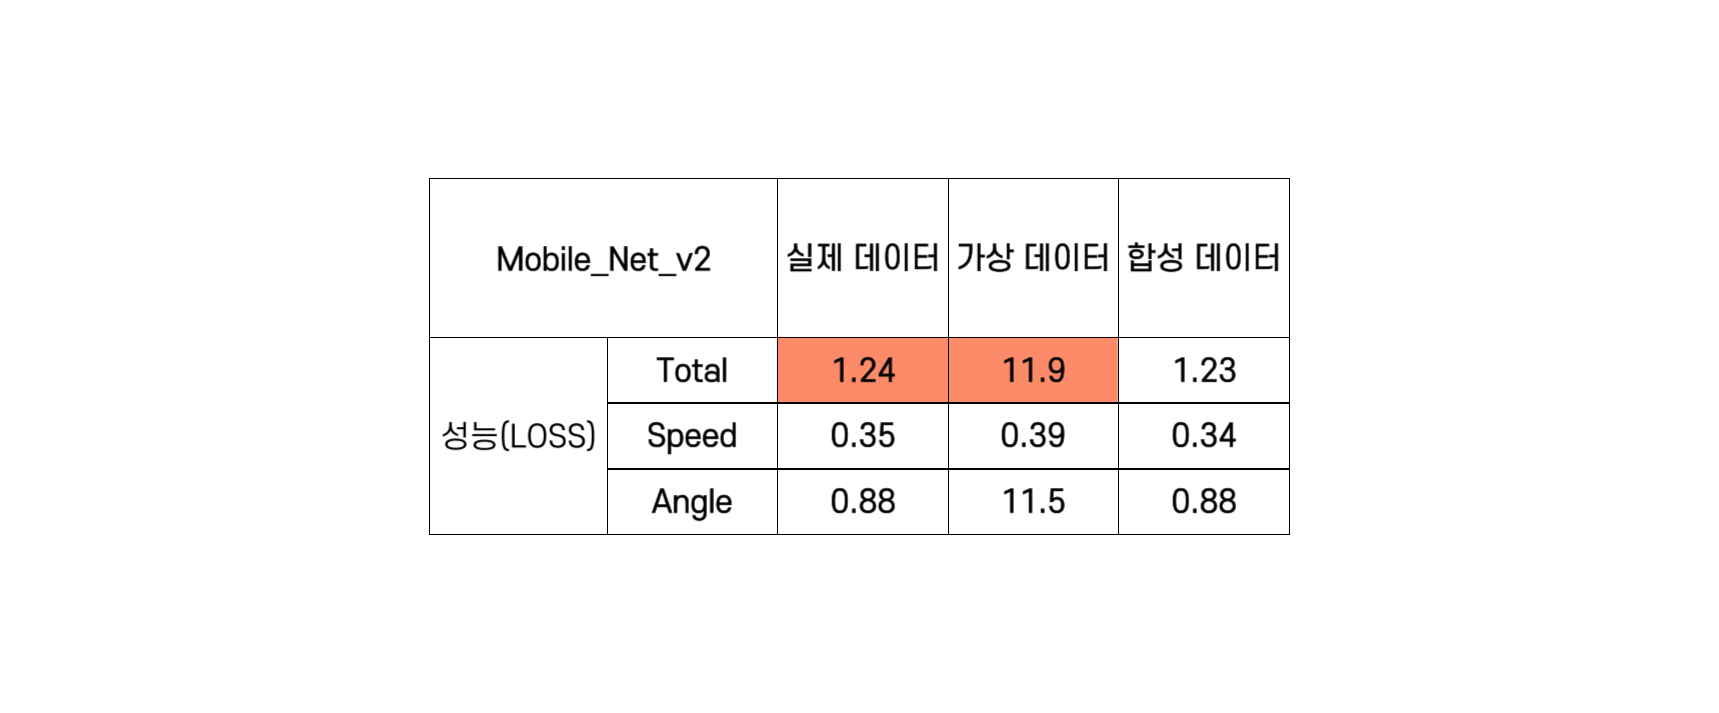 Mobile_Net_v2 실제 데이터 가상 데이터 합성 데이터
성능(LOSS)
Total 1.24 11.9 1.23
Speed 0.35 0.39 0.34
Angle 0.88 11.5 0.88